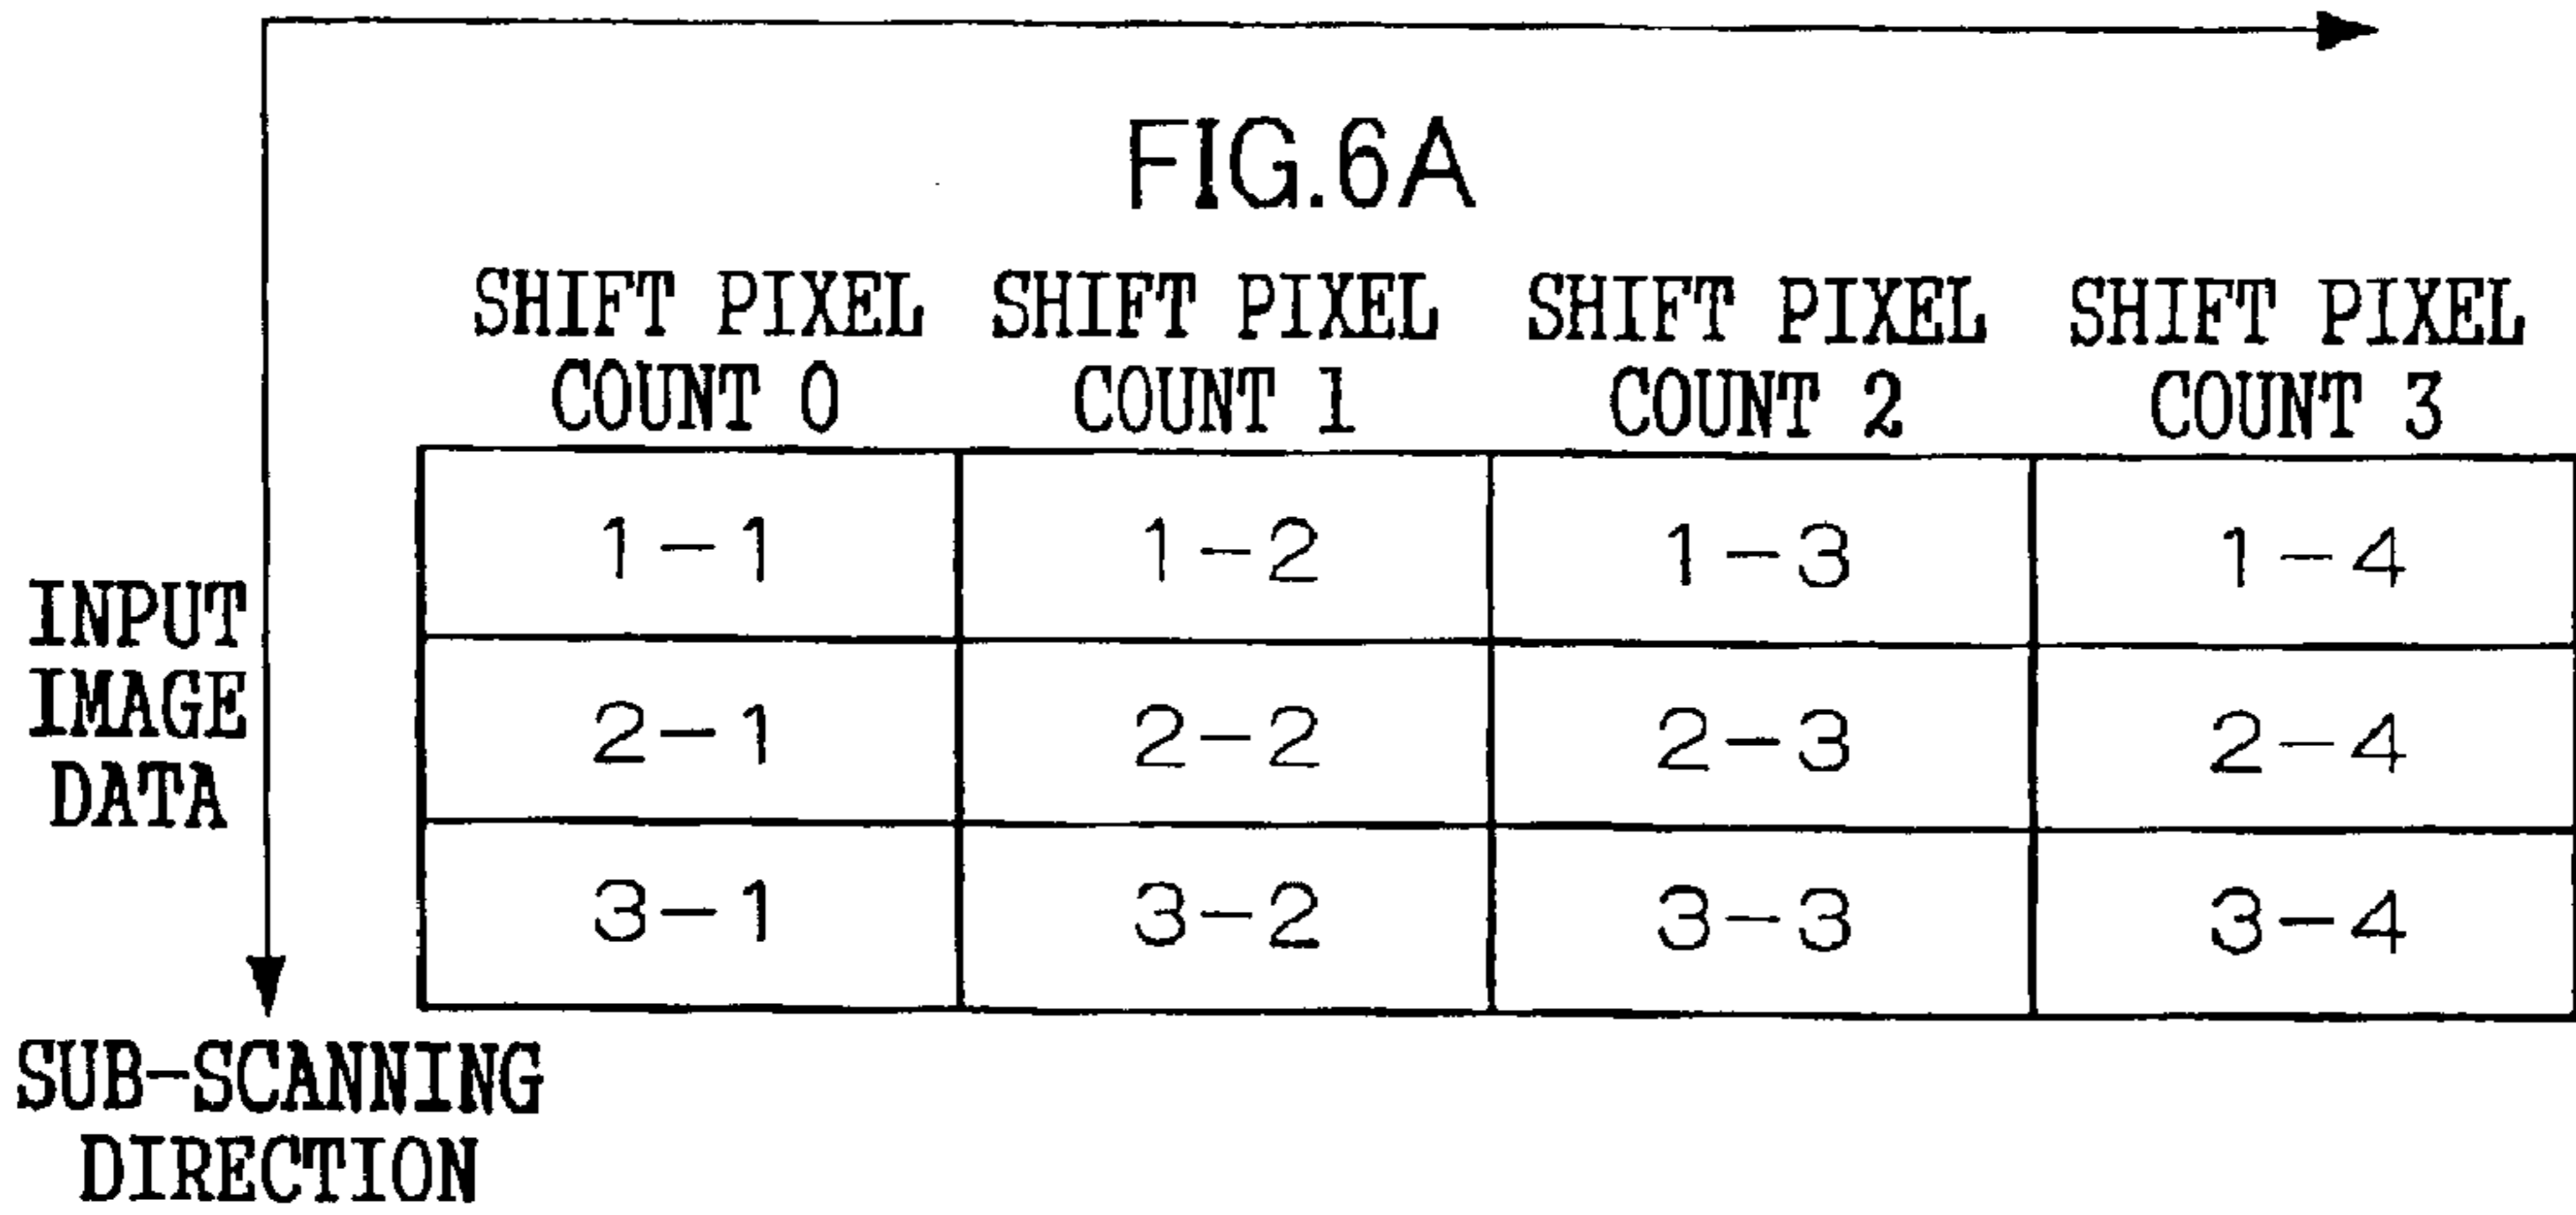 FIG.6A
SHIFT PIXEL SHIFT PIXEL SHIFT PIXEL SHIFT PIXEL
COUNT 0 COUNT 1 COUNT 2 COUNT 3
1-1 1-2 1-3 1-4
INPUT
IMAGE
DATA
2-1 2-2 2-3 2-4
3-1 3-2 3-3 3-4
SUB-SCANNING
DIRECTION